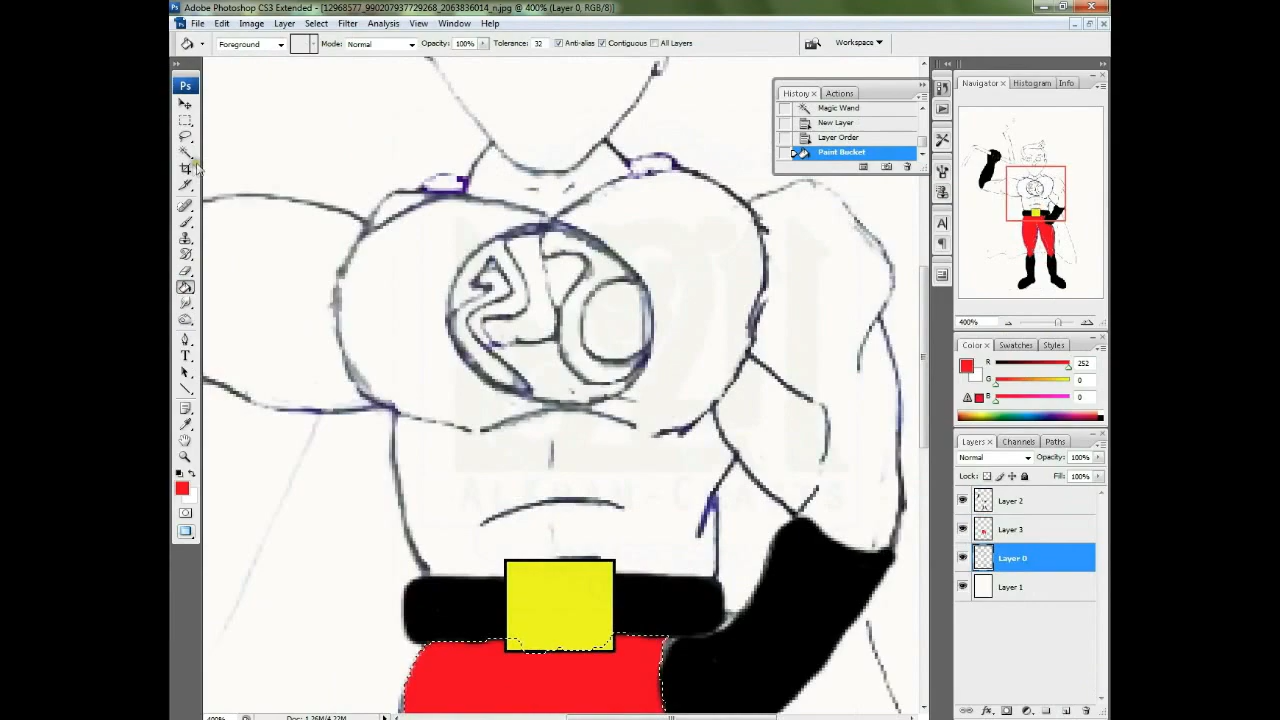 Adobe Photoshop CS3 Extended - [12968577_990207937729268_2063836014_n.jpg @ 400% (Layer 0, RGB/8)]
File Edit Image Layer Select Filter Analysis View Window Help
Foreground Mode: Normal Opacity: 100% Tolerance: 32 Anti-alias Contiguous All Layers Workspace
Ps
History Actions
Magic Wand
New Layer
Layer Order
Paint Bucket
Navigator Histogram Info
400%
Color Swatches Styles
R 252
G 0
B 0
Layers Channels Paths
Normal Opacity: 100%
Lock: Fill: 100%
Layer 2
Layer 3
Layer 0
Layer 1
400% Doc: 1.26M/4.22M